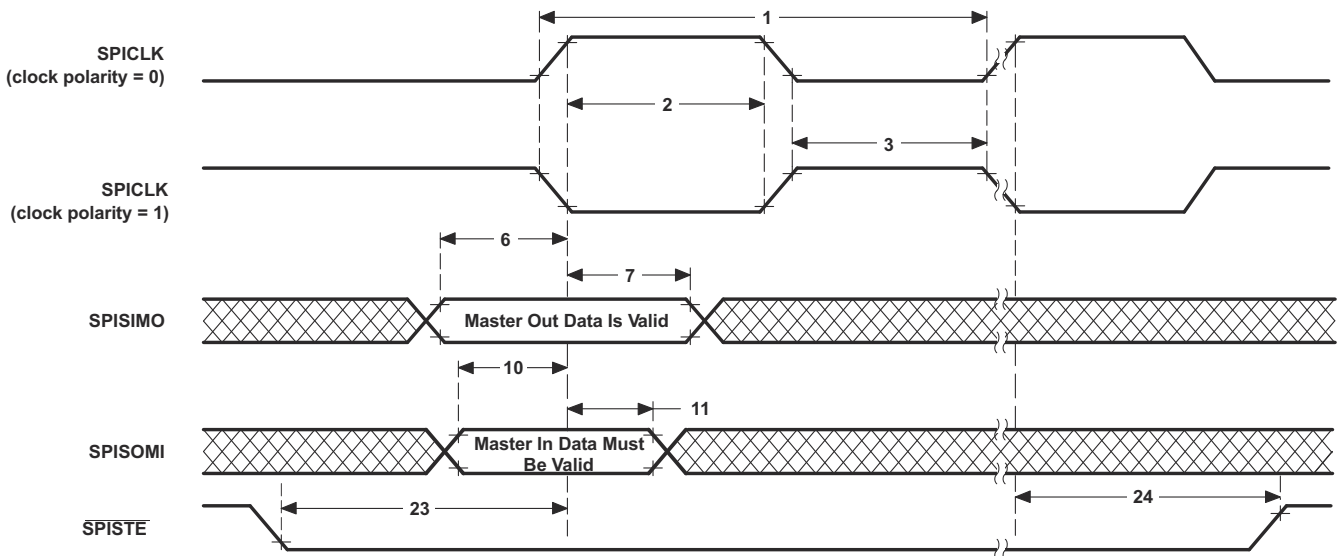 1
SPICLK
(clock polarity = 0)
2
3
SPICLK
(clock polarity = 1)
6
7
SPISIMO
Master Out Data Is Valid
10
11
SPISOMI
Master In Data Must
Be Valid
23
24
SPISTE